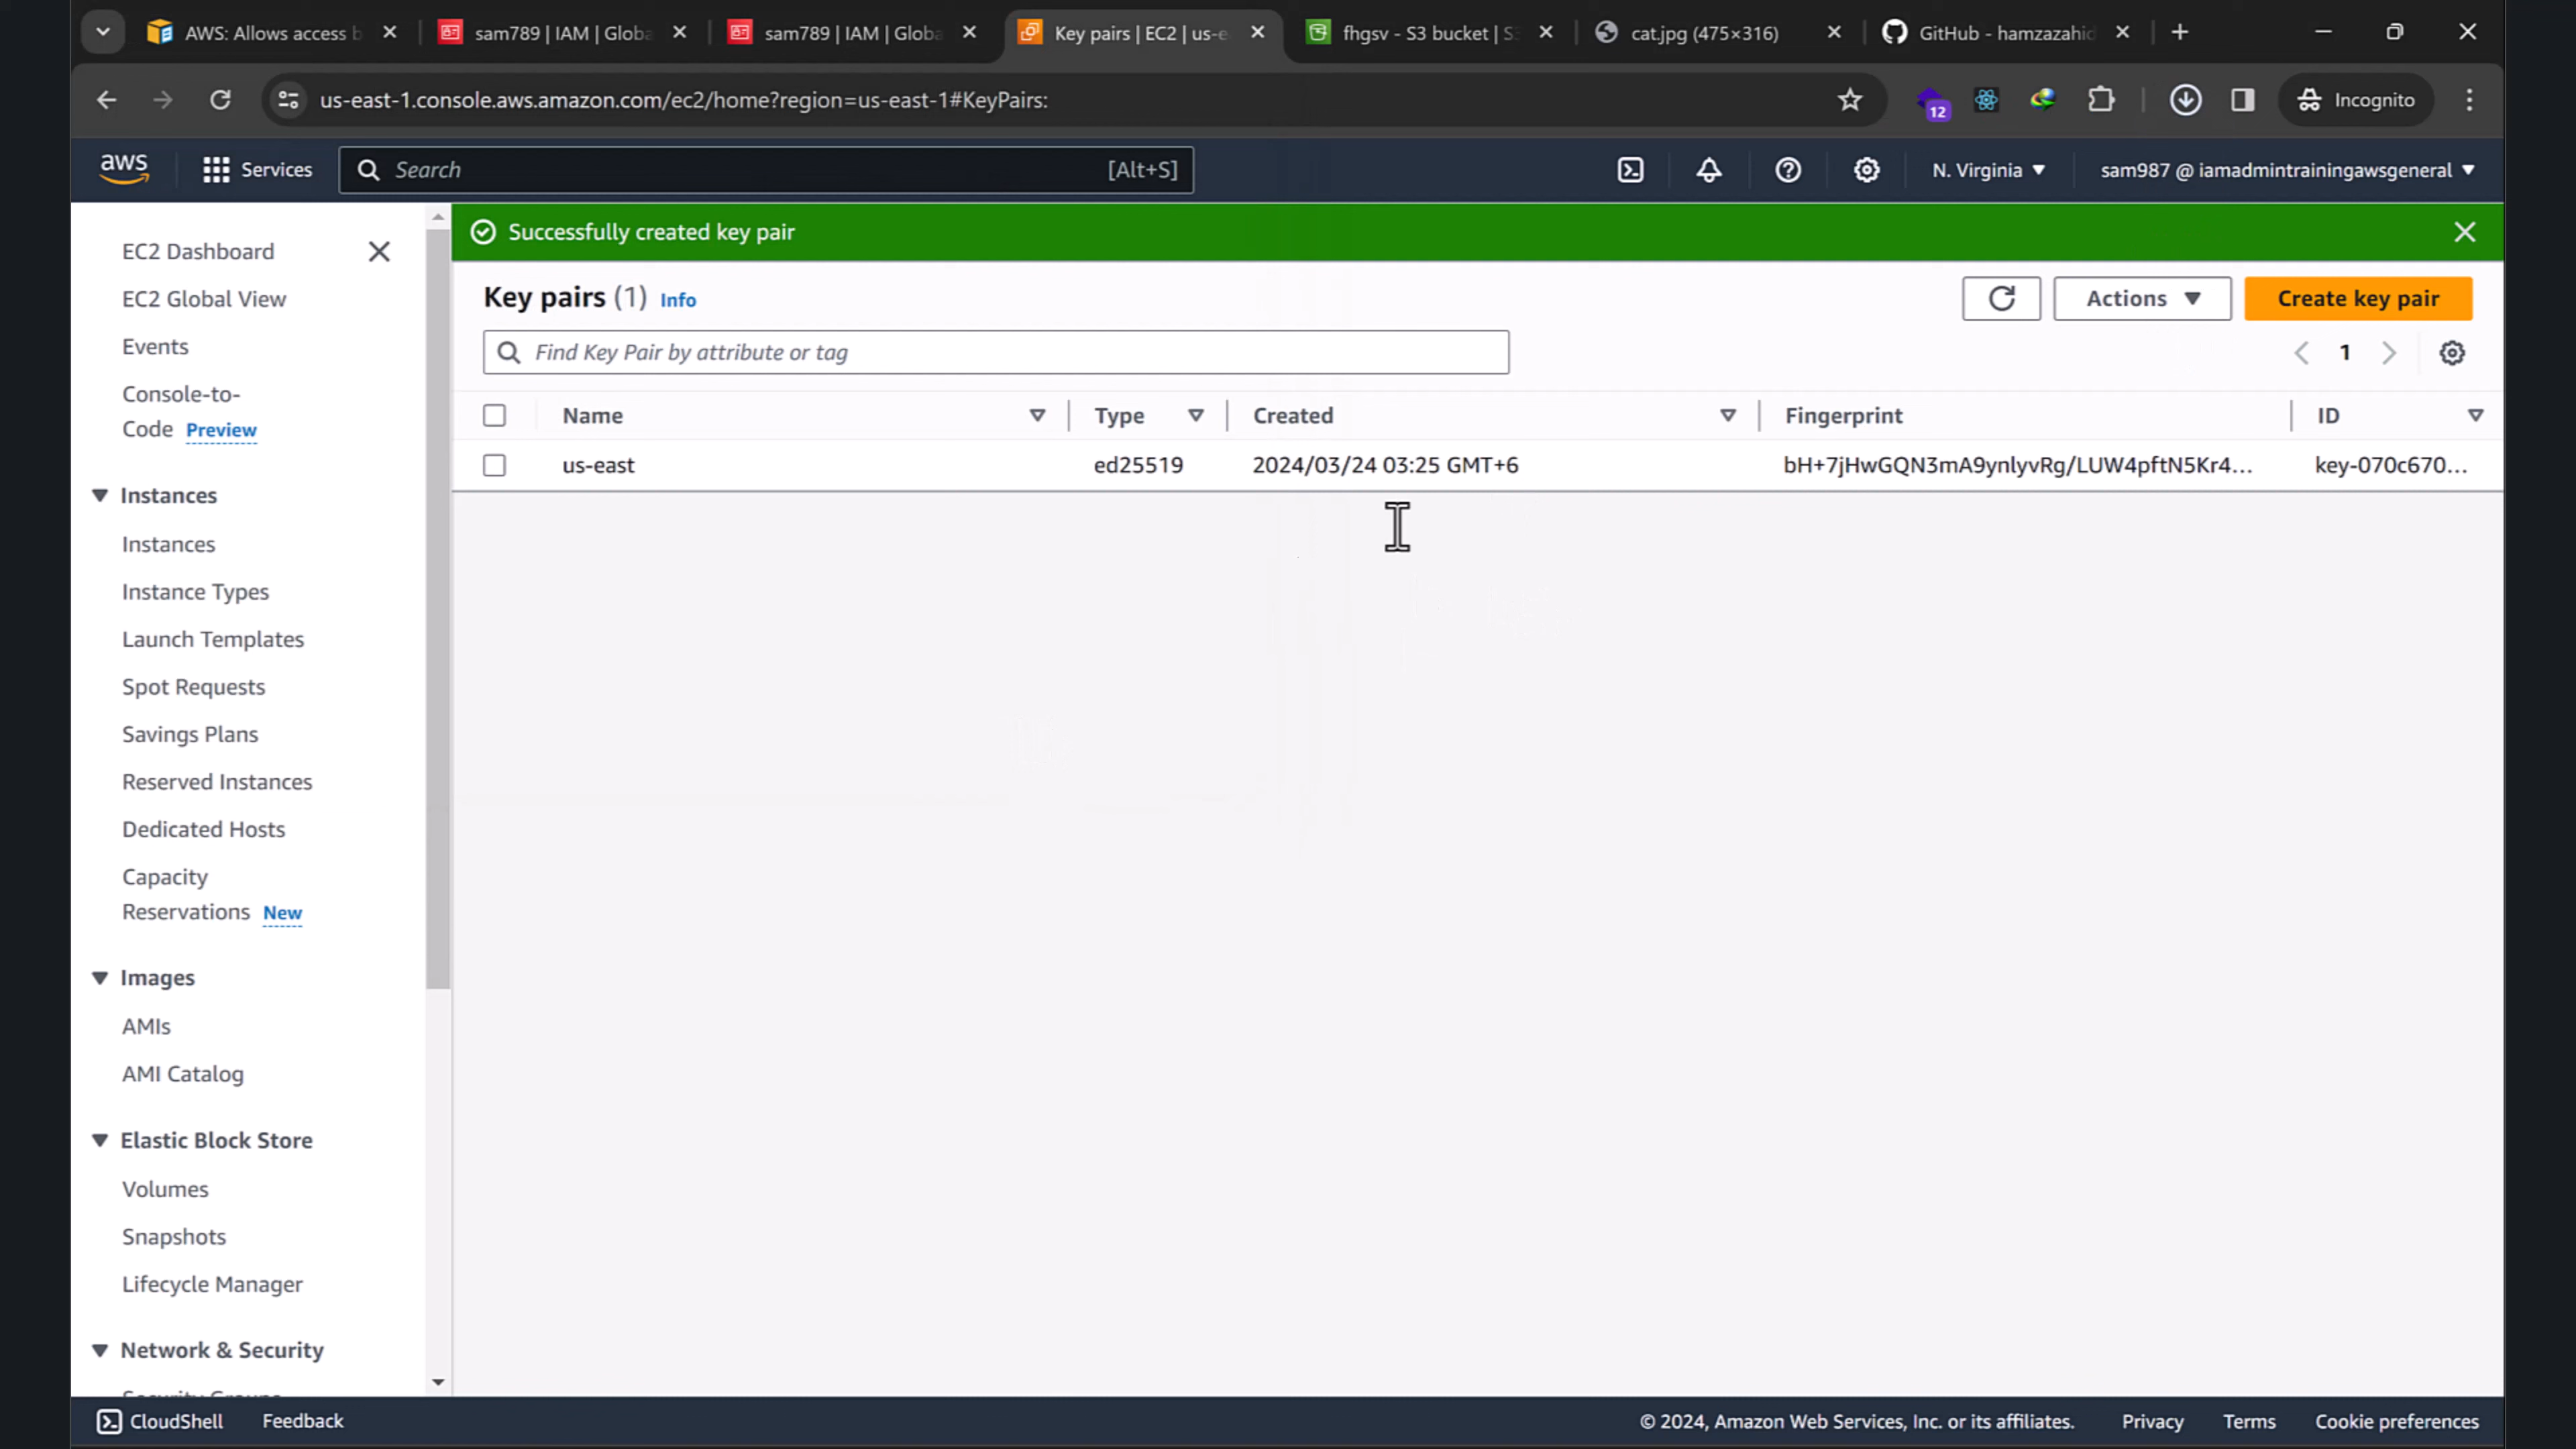 AWS: Allows access b
sam789 | IAM | Globa
sam789 | IAM | Globa
Key pairs | EC2 | us-e
fhgsv - S3 bucket | S3
cat.jpg (475×316)
GitHub - hamzazahid
us-east-1.console.aws.amazon.com/ec2/home?region=us-east-1#KeyPairs:
12
Incognito
aws
Services
Search
[Alt+S]
N. Virginia
sam987 @ iamadmintrainingawsgeneral
EC2 Dashboard
EC2 Global View
Events
Console-to-
Code Preview
Instances
Instances
Instance Types
Launch Templates
Spot Requests
Savings Plans
Reserved Instances
Dedicated Hosts
Capacity
Reservations New
Images
AMIs
AMI Catalog
Elastic Block Store
Volumes
Snapshots
Lifecycle Manager
Network & Security
Security Groups
Successfully created key pair
Key pairs (1) Info
Actions
Create key pair
Find Key Pair by attribute or tag
1
Name Type Created Fingerprint ID
us-east ed25519 2024/03/24 03:25 GMT+6 bH+7jHwGQN3mA9ynlyvRg/LUW4pftN5Kr4... key-070c670...
CloudShell
Feedback
© 2024, Amazon Web Services, Inc. or its affiliates.
Privacy
Terms
Cookie preferences